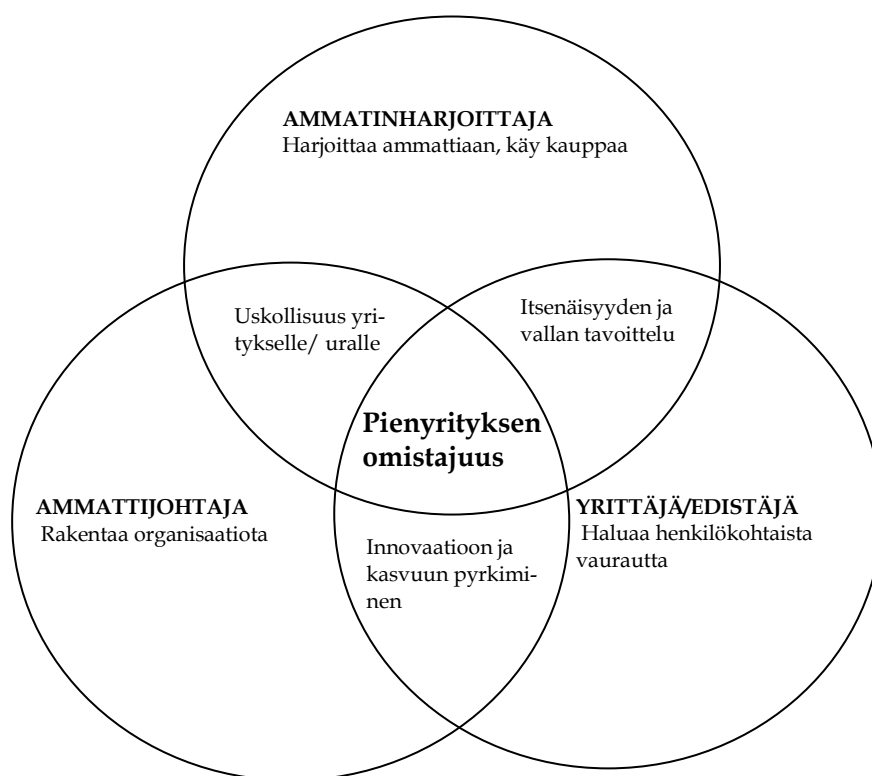 AMMATINHARJOITTAJA
Harjoittaa ammattiaan, käy kauppaa
Uskollisuus yri-
tykselle/ uralle
Itsenäisyyden ja
vallan tavoittelu
Pienyrityksen
omistajuus
AMMATTIJOHTAJA
Rakentaa organisaatiota
YRITTÄJÄ/EDISTÄJÄ
Haluaa henkilökohtaista
vaurautta
Innovaatioon ja
kasvuun pyrkimi-
nen